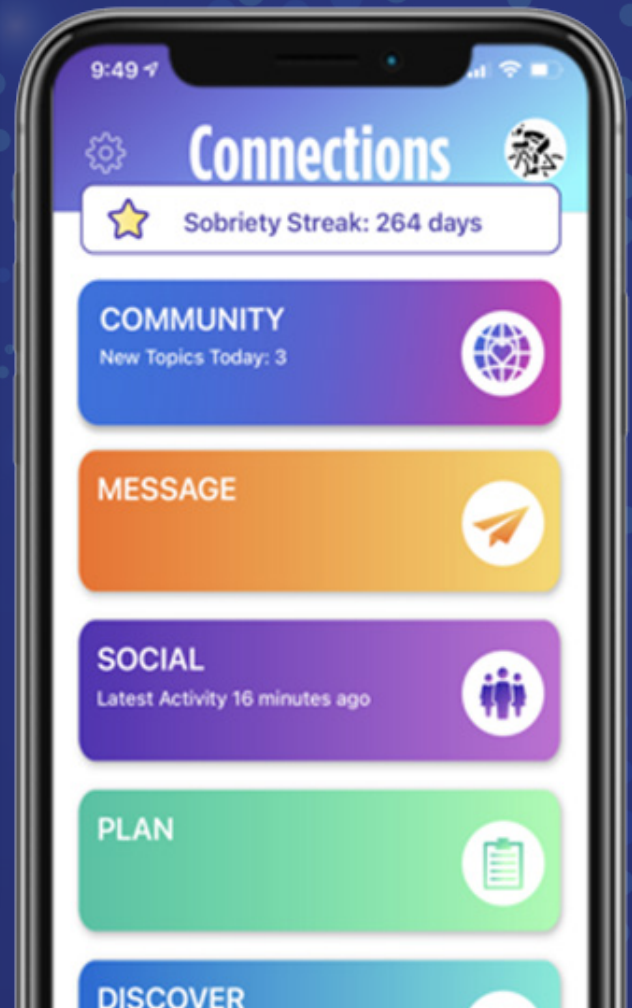 9:49
Connections
Sobriety Streak: 264 days
COMMUNITY
New Topics Today: 3
MESSAGE
SOCIAL
Latest Activity 16 minutes ago
PLAN
DISCOVER